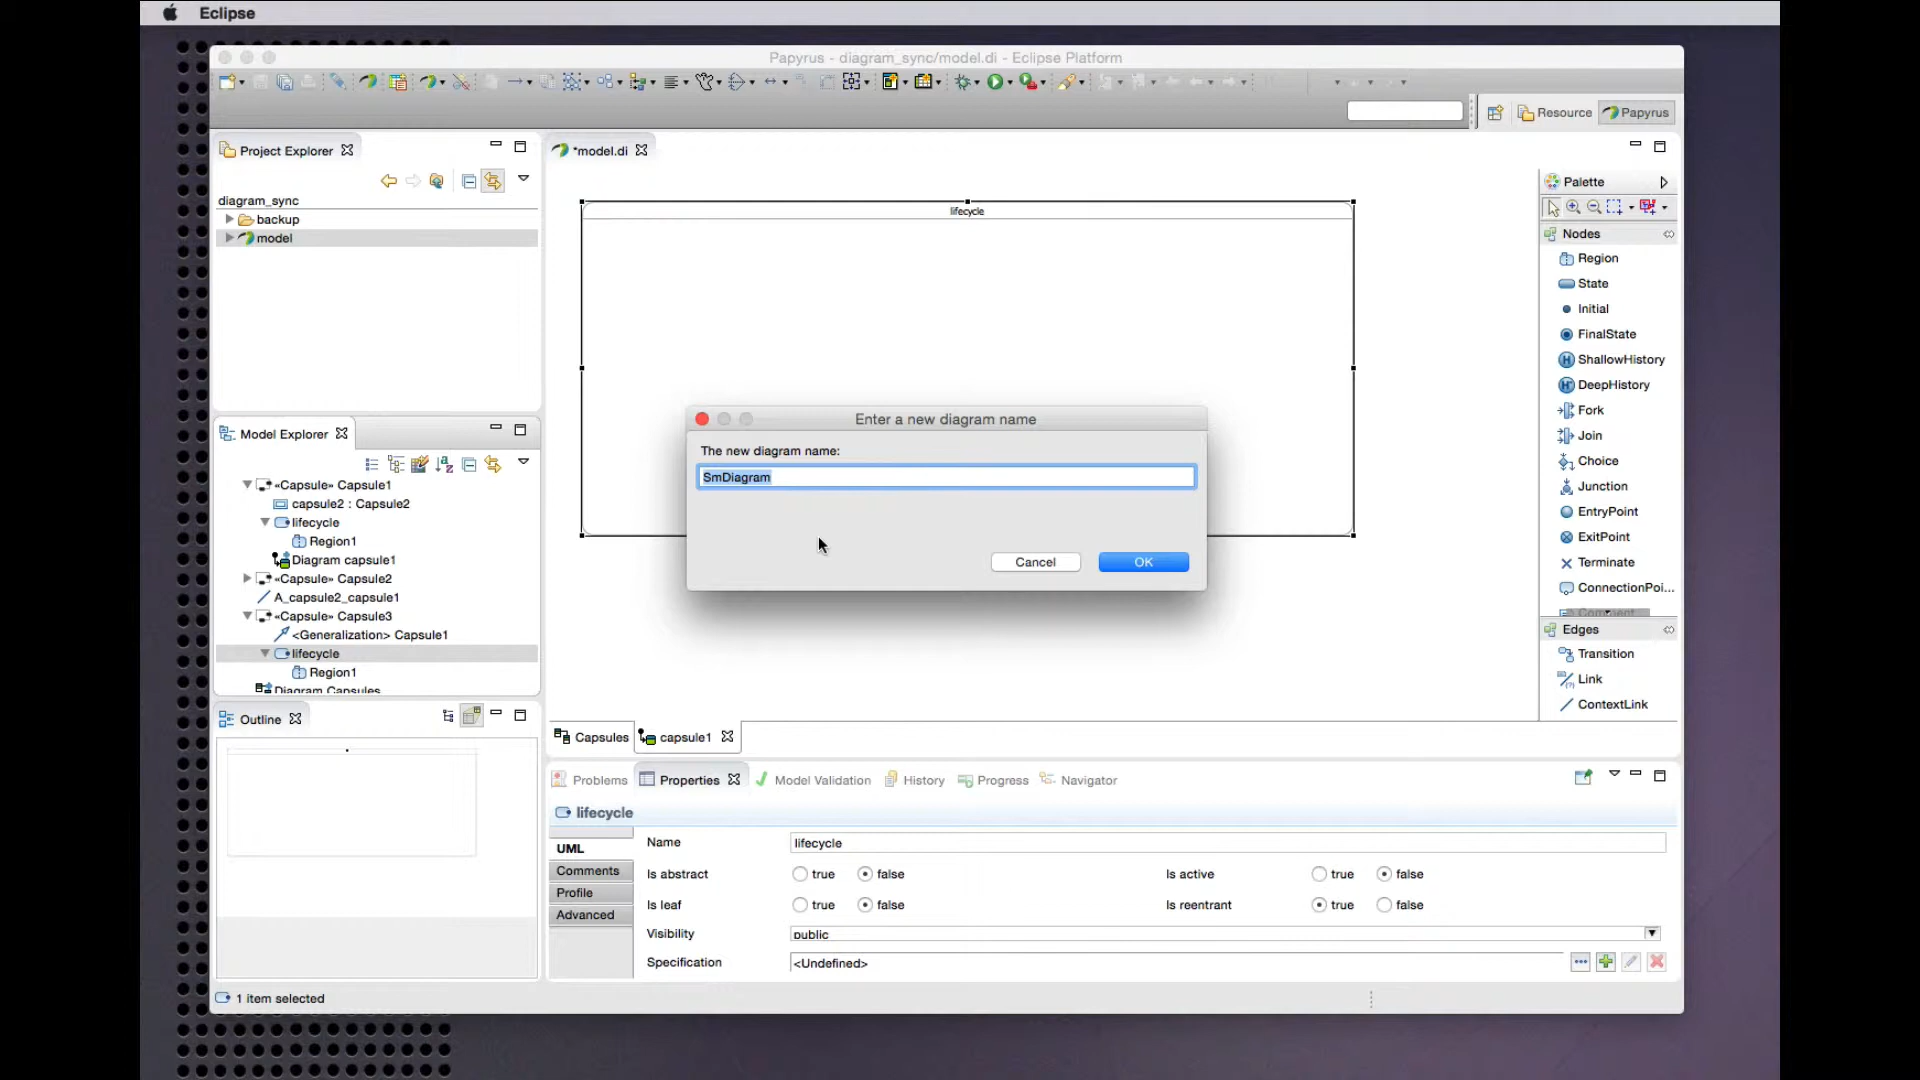 Eclipse
Papyrus - diagram_sync/model.di - Eclipse Platform
Resource
Papyrus
Project Explorer
diagram_sync
backup
model
*model.di
lifecycle
Palette
Nodes
Region
State
Initial
FinalState
ShallowHistory
DeepHistory
Fork
Join
Choice
Junction
EntryPoint
ExitPoint
Terminate
ConnectionPoi...
Comment
Edges
Transition
Link
ContextLink
Enter a new diagram name
The new diagram name:
SmDiagram
Cancel
OK
Model Explorer
«Capsule» Capsule1
capsule2 : Capsule2
lifecycle
Region1
Diagram capsule1
«Capsule» Capsule2
A_capsule2_capsule1
«Capsule» Capsule3
<Generalization> Capsule1
lifecycle
Region1
Diagram Capsules
Outline
Capsules
capsule1
Problems
Properties
Model Validation
History
Progress
Navigator
lifecycle
UML
Comments
Profile
Advanced
Name
lifecycle
Is abstract
true
false
Is active
true
false
Is leaf
true
false
Is reentrant
true
false
Visibility
public
Specification
<Undefined>
1 item selected